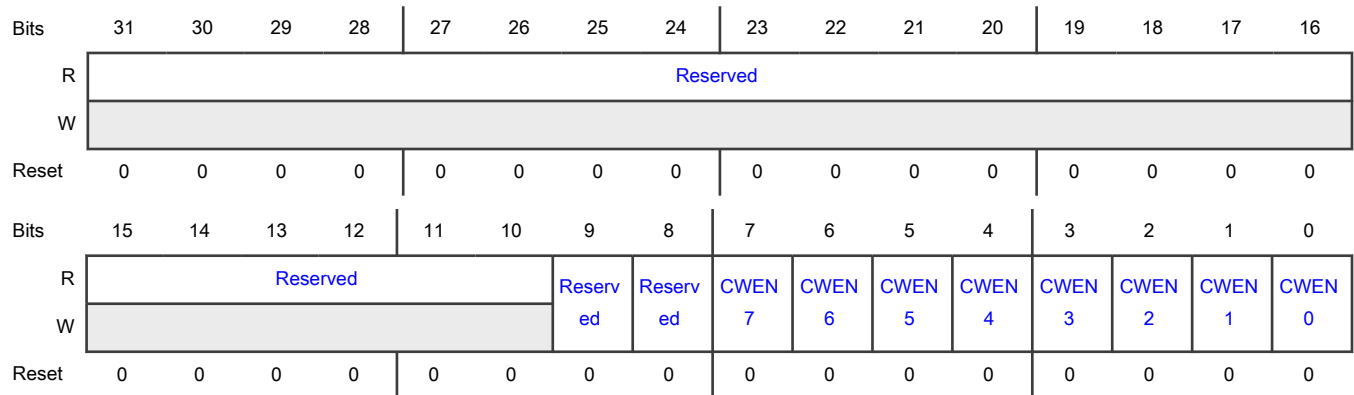 Bits 31 30 29 28 27 26 25 24 23 22 21 20 19 18 17 16
R Reserved
W
Reset 0 0 0 0 0 0 0 0 0 0 0 0 0 0 0 0
Bits 15 14 13 12 11 10 9 8 7 6 5 4 3 2 1 0
R Reserved Reserv Reserv CWEN CWEN CWEN CWEN CWEN CWEN CWEN CWEN
W ed ed 7 6 5 4 3 2 1 0
Reset 0 0 0 0 0 0 0 0 0 0 0 0 0 0 0 0